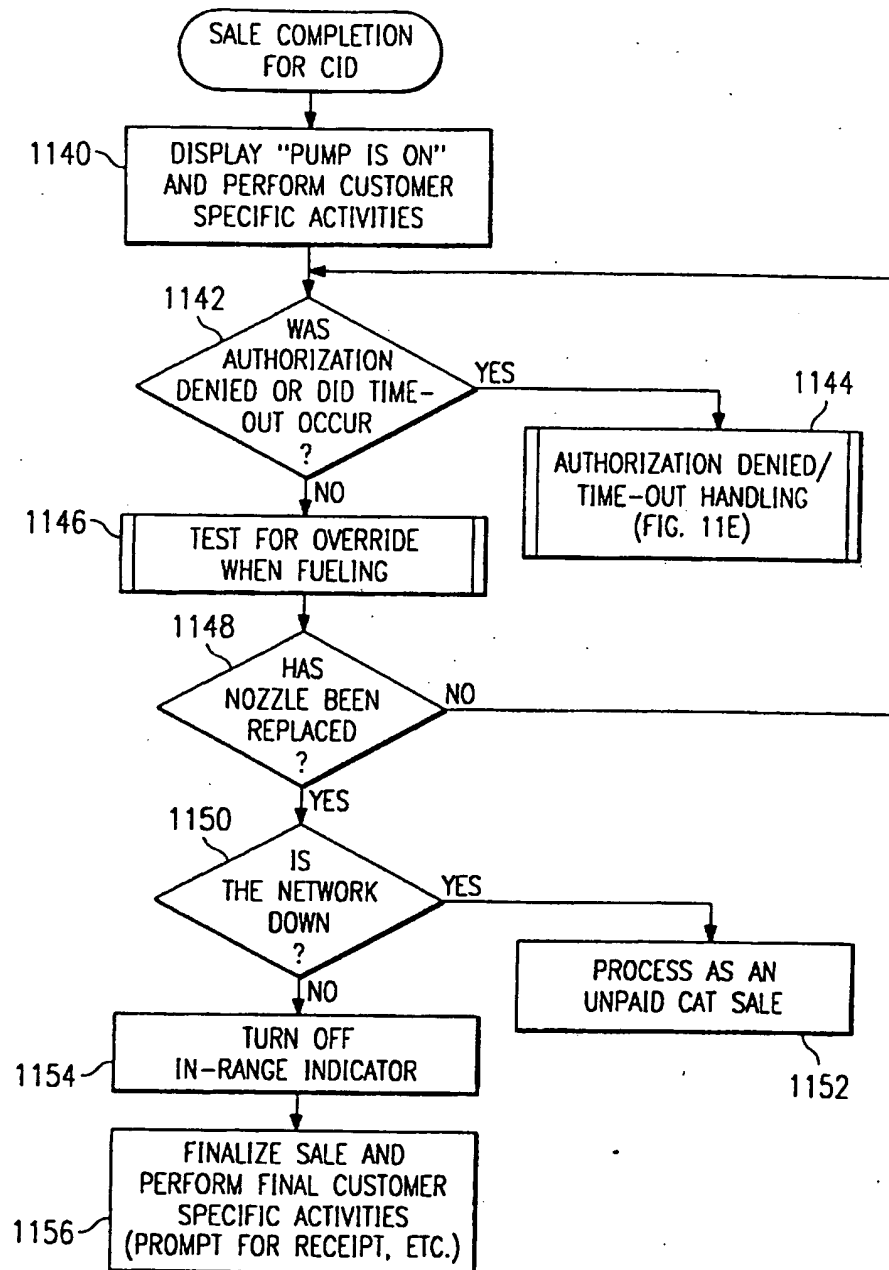 SALE COMPLETION
FOR CID
1140
DISPLAY "PUMP IS ON"
AND PERFORM CUSTOMER
SPECIFIC ACTIVITIES
1142
WAS
AUTHORIZATION
DENIED OR DID TIME-
OUT OCCUR
?
YES
NO
1144
AUTHORIZATION DENIED/
TIME-OUT HANDLING
(FIG. 11E)
1146
TEST FOR OVERRIDE
WHEN FUELING
1148
HAS
NOZZLE BEEN
REPLACED
?
NO
YES
1150
IS
THE NETWORK
DOWN
?
YES
NO
PROCESS AS AN
UNPAID CAT SALE
1152
TURN OFF
IN-RANGE INDICATOR
1154
FINALIZE SALE AND
PERFORM FINAL CUSTOMER
SPECIFIC ACTIVITIES
(PROMPT FOR RECEIPT, ETC.)
1156